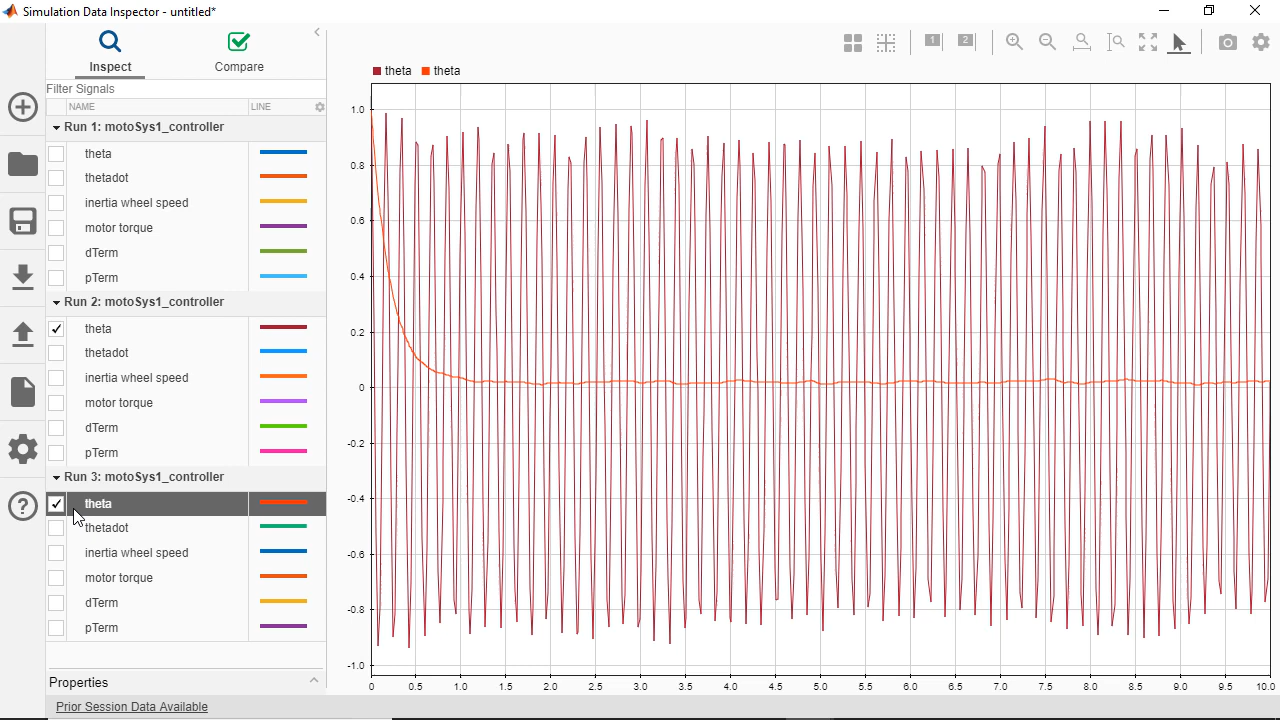 Simulation Data Inspector - untitled*
Inspect
Compare
Filter Signals
NAME
LINE
Run 1: motoSys1_controller
theta
thetadot
inertia wheel speed
motor torque
dTerm
pTerm
Run 2: motoSys1_controller
theta
thetadot
inertia wheel speed
motor torque
dTerm
pTerm
Run 3: motoSys1_controller
theta
thetadot
inertia wheel speed
motor torque
dTerm
pTerm
Properties
Prior Session Data Available
1
2
theta
theta
1.0
0.8
0.6
0.4
0.2
0
-0.2
-0.4
-0.6
-0.8
-1.0
0 0.5 1.0 1.5 2.0 2.5 3.0 3.5 4.0 4.5 5.0 5.5 6.0 6.5 7.0 7.5 8.0 8.5 9.0 9.5 10.0